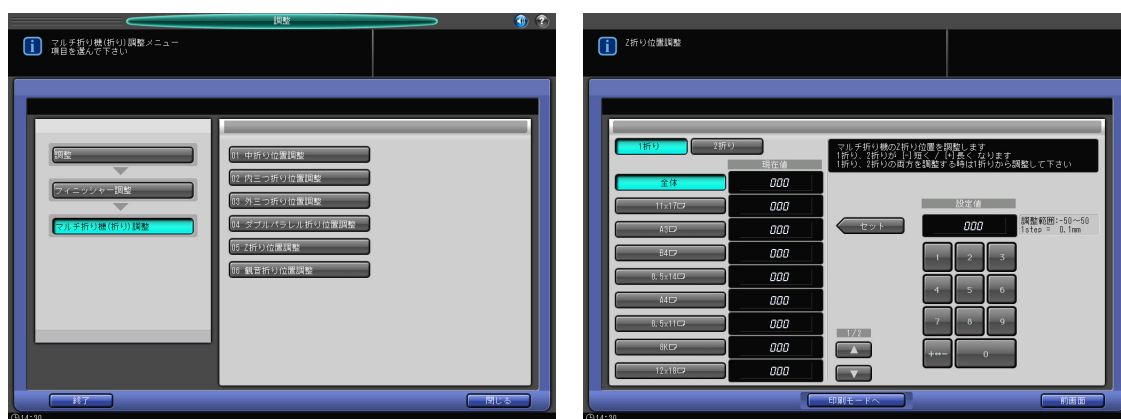 調整
マルチ折り機(折り)調整メニュー
項目を選んで下さい
調整
フィニッシャー調整
マルチ折り機(折り)調整
01 中折り位置調整
02 内三つ折り位置調整
03 外三つ折り位置調整
04 ダブルパラレル折り位置調整
05 Z折り位置調整
06 観音折り位置調整
終了
閉じる
14:30
Z折り位置調整
1折り
2折り
マルチ折り機のZ折り位置を調整します
1折り、2折りが [-]短く / [+]長く なります
1折り、2折りの両方を調整する時は1折りから調整して下さい
現在値
全体 000
11x17 000
A3 000
B4 000
8.5x14 000
A4 000
8.5x11 000
8K 000
12x18 000
セット
設定値
000
調整範囲:-50~50
1step = 0.1mm
1 2 3
4 5 6
7 8 9
+↔- 0
1/2
▲
▼
印刷モードへ
前画面
14:30